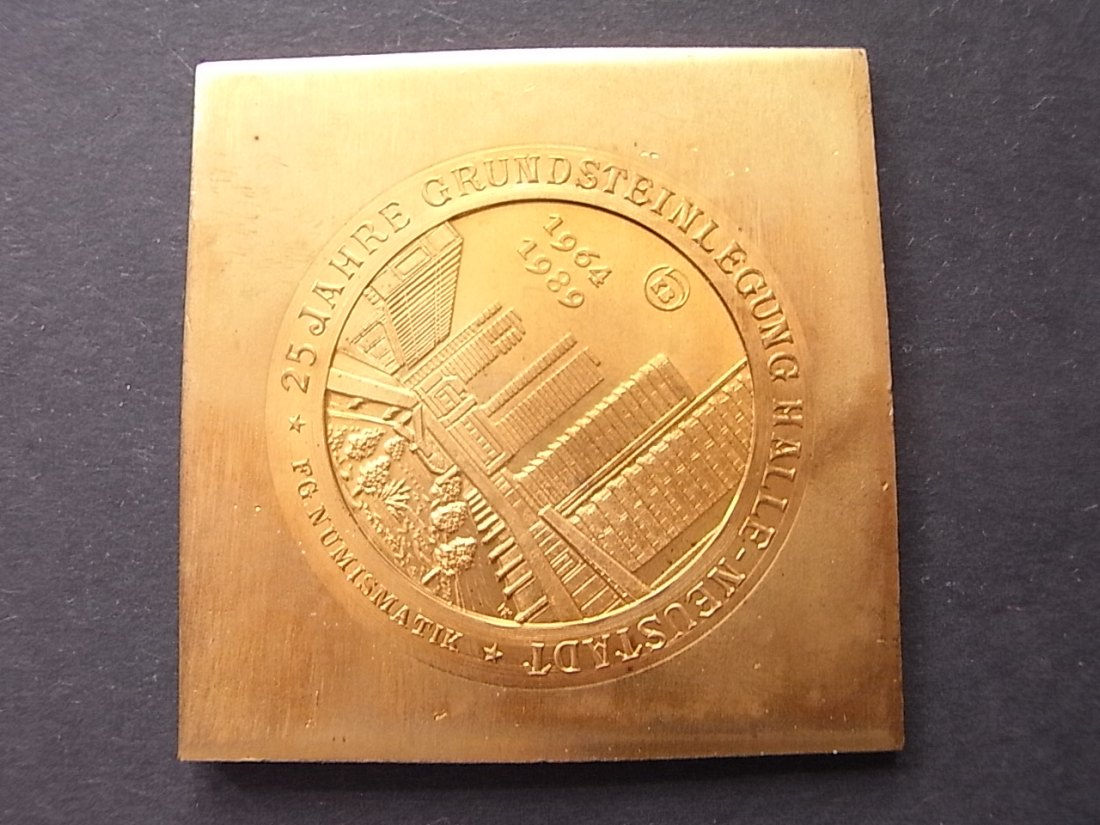 25 JAHRE GRUNDSTEINLEGUNG HALLE-NEUSTADT
★ FG NUMISMATIK ★
1964
1989